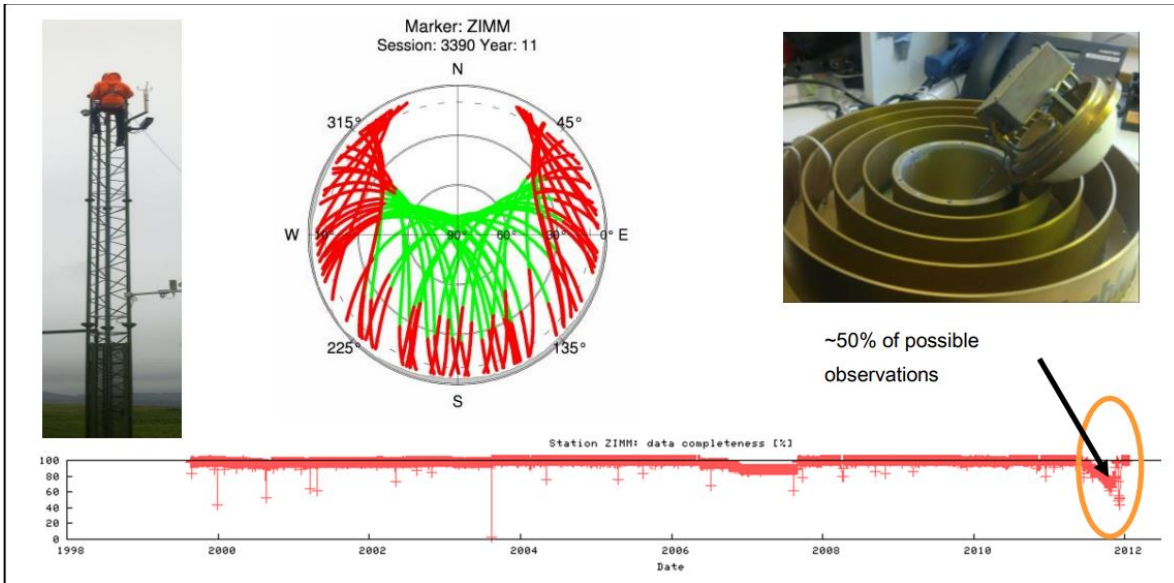 Marker: ZIMM
Session: 3390 Year: 11
N
315° 45°
W 90° 60° 30° 0° E
225° 135°
S
~50% of possible
observations
Station ZIMM: data completeness [%]
100
80
60
40
20
0
1998 2000 2002 2004 2006 2008 2010 2012
Date